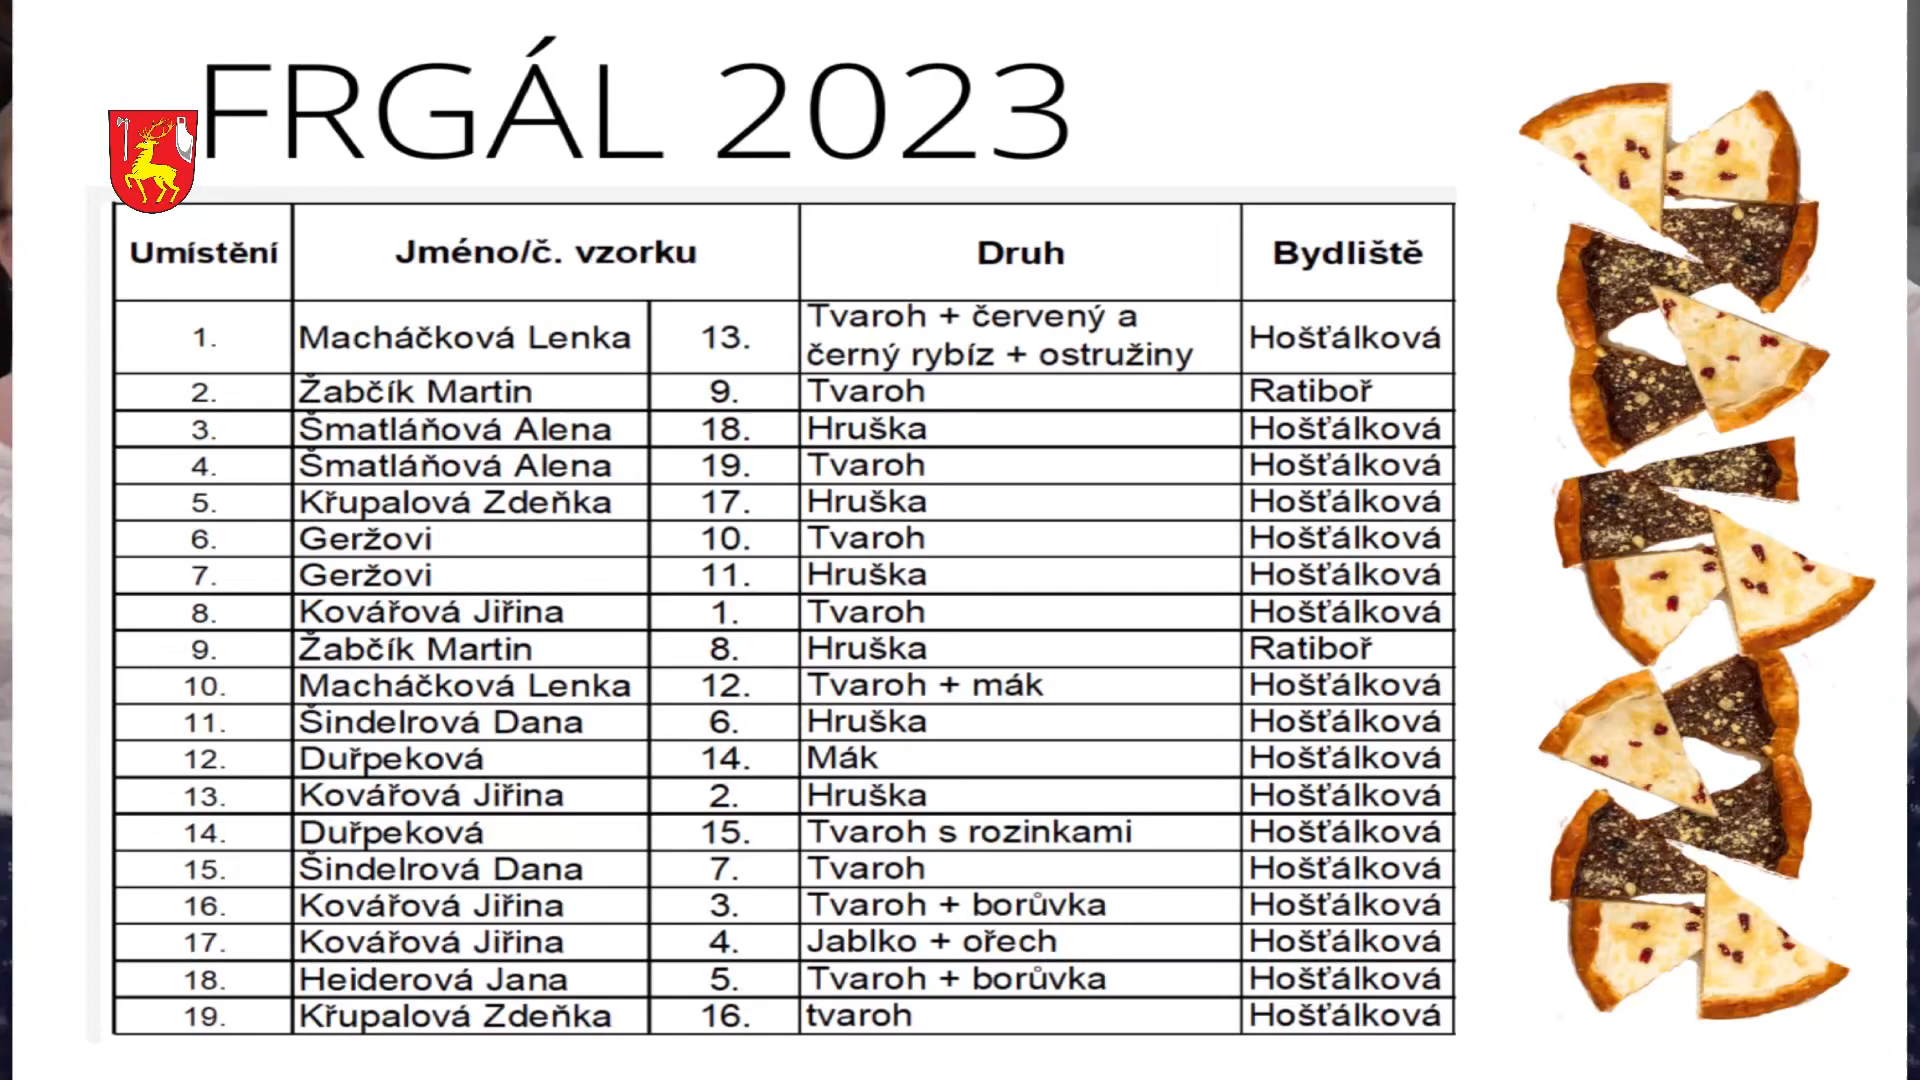 FRGÁL 2023
Umístění Jméno/č. vzorku Druh Bydliště
1. Macháčková Lenka 13. Tvaroh + červený a černý rybíz + ostružiny Hošťálková
2. Žabčík Martin 9. Tvaroh Ratiboř
3. Šmatláňová Alena 18. Hruška Hošťálková
4. Šmatláňová Alena 19. Tvaroh Hošťálková
5. Křupalová Zdeňka 17. Hruška Hošťálková
6. Geržovi 10. Tvaroh Hošťálková
7. Geržovi 11. Hruška Hošťálková
8. Kovářová Jiřina 1. Tvaroh Hošťálková
9. Žabčík Martin 8. Hruška Ratiboř
10. Macháčková Lenka 12. Tvaroh + mák Hošťálková
11. Šindelrová Dana 6. Hruška Hošťálková
12. Duřpeková 14. Mák Hošťálková
13. Kovářová Jiřina 2. Hruška Hošťálková
14. Duřpeková 15. Tvaroh s rozinkami Hošťálková
15. Šindelrová Dana 7. Tvaroh Hošťálková
16. Kovářová Jiřina 3. Tvaroh + borůvka Hošťálková
17. Kovářová Jiřina 4. Jablko + ořech Hošťálková
18. Heiderová Jana 5. Tvaroh + borůvka Hošťálková
19. Křupalová Zdeňka 16. tvaroh Hošťálková